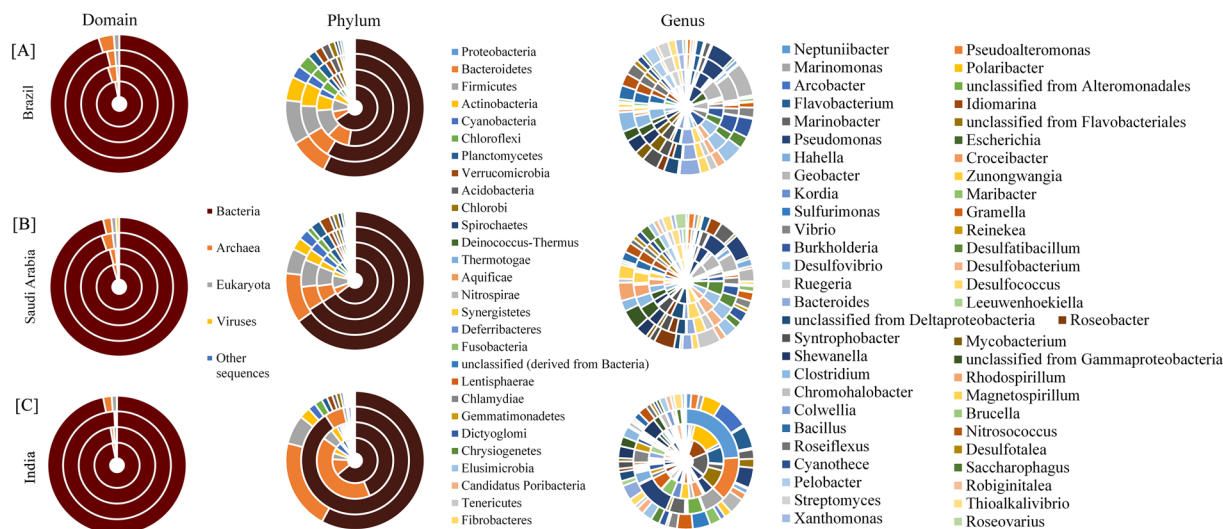 Domain
Phylum
Genus
[A]
Brazil
[B]
Saudi Arabia
[C]
India
Bacteria
Archaea
Eukaryota
Viruses
Other
sequences
Proteobacteria
Bacteroidetes
Firmicutes
Actinobacteria
Cyanobacteria
Chloroflexi
Planctomycetes
Verrucomicrobia
Acidobacteria
Chlorobi
Spirochaetes
Deinococcus-Thermus
Thermotogae
Aquificae
Nitrospirae
Synergistetes
Deferribacteres
Fusobacteria
unclassified (derived from Bacteria)
Lentisphaerae
Chlamydiae
Gemmatimonadetes
Dictyoglomi
Chrysiogenetes
Elusimicrobia
Candidatus Poribacteria
Tenericutes
Fibrobacteres
Neptuniibacter
Marinomonas
Arcobacter
Flavobacterium
Marinobacter
Pseudomonas
Hahella
Geobacter
Kordia
Sulfurimonas
Vibrio
Burkholderia
Desulfovibrio
Ruegeria
Bacteroides
unclassified from Deltaproteobacteria
Syntrophobacter
Shewanella
Clostridium
Chromohalobacter
Colwellia
Bacillus
Roseiflexus
Cyanothece
Pelobacter
Streptomyces
Xanthomonas
Pseudoalteromonas
Polaribacter
unclassified from Alteromonadales
Idiomarina
unclassified from Flavobacteriales
Escherichia
Croceibacter
Zunongwangia
Maribacter
Gramella
Reinekea
Desulfatibacillum
Desulfobacterium
Desulfococcus
Leeuwenhoekiella
Roseobacter
Mycobacterium
unclassified from Gammaproteobacteria
Rhodospirillum
Magnetospirillum
Brucella
Nitrosococcus
Desulfotalea
Saccharophagus
Robiginitalea
Thioalkalivibrio
Roseovarius